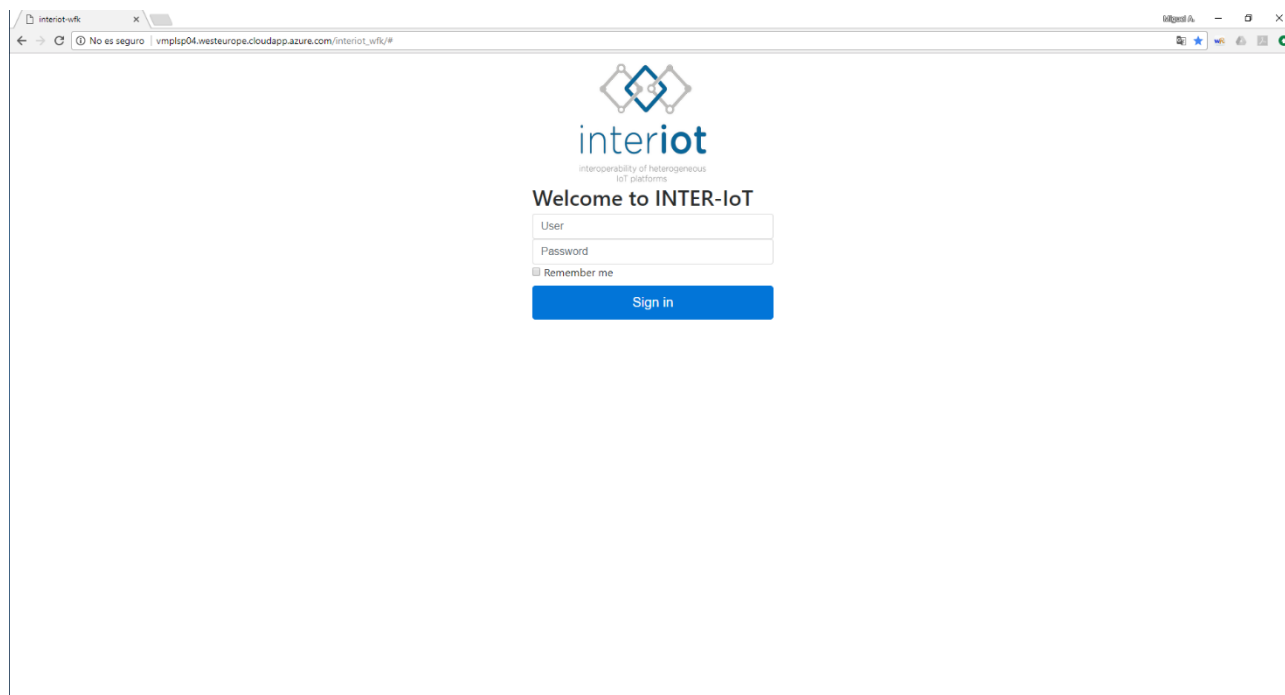 interiot-wfk
Miguel A.
No es seguro | vmplsp04.westeurope.cloudapp.azure.com/interiot_wfk/#
interiot
interoperability of heterogeneous
IoT platforms
Welcome to INTER-IoT
User
Password
Remember me
Sign in